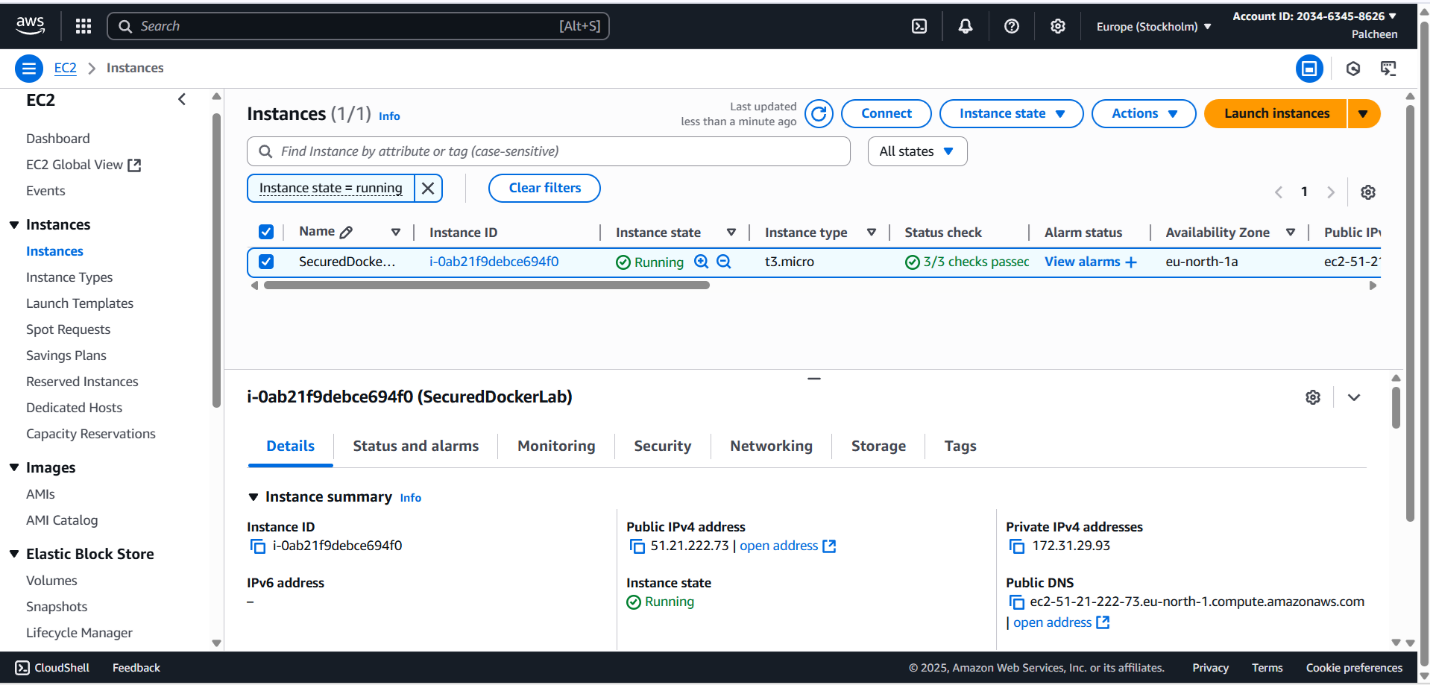 aws
Search [Alt+S]
Europe (Stockholm)
Account ID: 2034-6345-8626
Palcheen
EC2 Instances
EC2
Dashboard
EC2 Global View
Events
Instances
Instances
Instance Types
Launch Templates
Spot Requests
Savings Plans
Reserved Instances
Dedicated Hosts
Capacity Reservations
Images
AMIs
AMI Catalog
Elastic Block Store
Volumes
Snapshots
Lifecycle Manager
Instances (1/1) Info
Last updated
less than a minute ago
Connect Instance state Actions Launch instances
Find Instance by attribute or tag (case-sensitive) All states
Instance state = running Clear filters
1
Name Instance ID Instance state Instance type Status check Alarm status Availability Zone Public IPv
SecuredDocke... i-0ab21f9debce694f0 Running t3.micro 3/3 checks passec View alarms + eu-north-1a ec2-51-21
i-0ab21f9debce694f0 (SecuredDockerLab)
Details Status and alarms Monitoring Security Networking Storage Tags
Instance summary Info
Instance ID
i-0ab21f9debce694f0
IPv6 address
–
Public IPv4 address
51.21.222.73 | open address
Instance state
Running
Private IPv4 addresses
172.31.29.93
Public DNS
ec2-51-21-222-73.eu-north-1.compute.amazonaws.com
| open address
CloudShell Feedback © 2025, Amazon Web Services, Inc. or its affiliates. Privacy Terms Cookie preferences